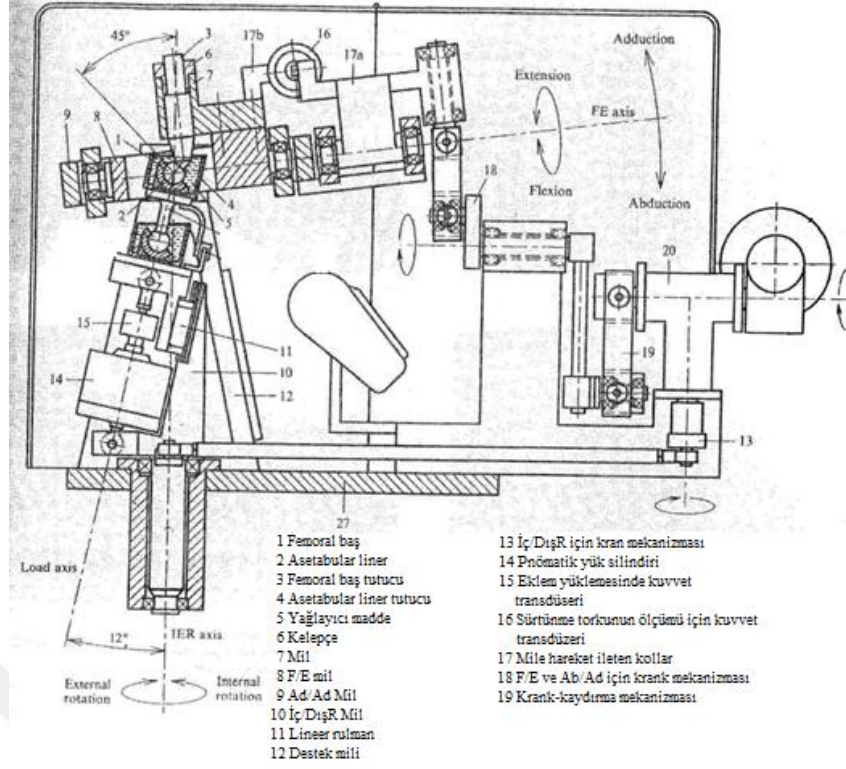 45°
3
6
7
17b
16
17a
Adduction
Extension
FE axis
9
8
1
Flexion
18
4
2
5
Abduction
20
15
11
14
10
19
12
13
27
Load axis
12°
IER axis
External
rotation
Internal
rotation
1 Femoral baş
2 Asetabular liner
3 Femoral baş tutucu
4 Asetabular liner tutucu
5 Yağlayıcı madde
6 Kelepçe
7 Mil
8 F/E mil
9 Ad/Ad Mil
10 İç/DışR Mil
11 Lineer rulman
12 Destek mili
13 İç/DışR için kran mekanizması
14 Pnömatik yük silindiri
15 Eklem yüklemesinde kuvvet
transdüseri
16 Sürtünme torkunun ölçümü için kuvvet
transdüzeri
17 Mile hareket ileten kollar
18 F/E ve Ab/Ad için krank mekanizması
19 Krank-kaydırma mekanizması